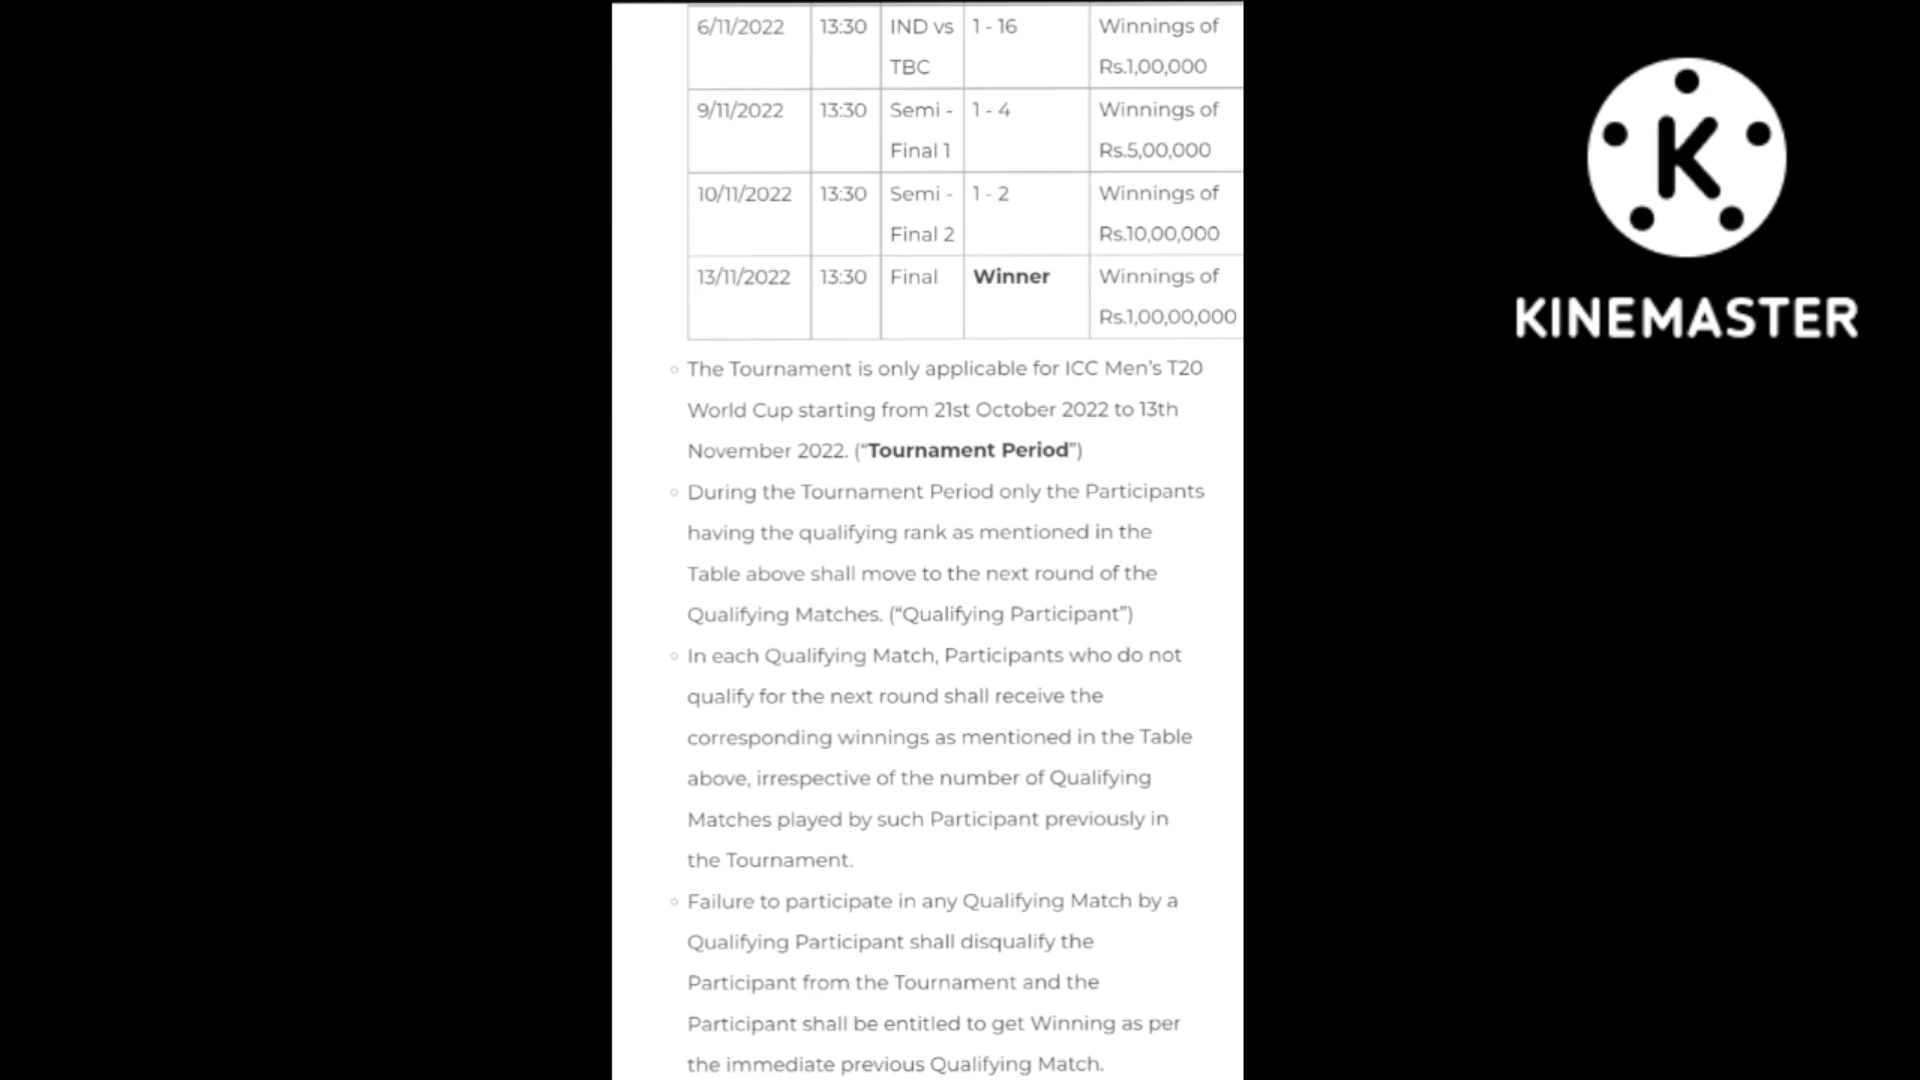 6/11/2022 13:30 IND vs 1 - 16 Winnings of
TBC Rs.1,00,000
9/11/2022 13:30 Semi - 1 - 4 Winnings of
Final 1 Rs.5,00,000
10/11/2022 13:30 Semi - 1 - 2 Winnings of
Final 2 Rs.10,00,000
13/11/2022 13:30 Final Winner Winnings of
Rs.1,00,00,000
The Tournament is only applicable for ICC Men's T20
World Cup starting from 21st October 2022 to 13th
November 2022. (“Tournament Period”)
During the Tournament Period only the Participants
having the qualifying rank as mentioned in the
Table above shall move to the next round of the
Qualifying Matches. (“Qualifying Participant”)
In each Qualifying Match, Participants who do not
qualify for the next round shall receive the
corresponding winnings as mentioned in the Table
above, irrespective of the number of Qualifying
Matches played by such Participant previously in
the Tournament.
Failure to participate in any Qualifying Match by a
Qualifying Participant shall disqualify the
Participant from the Tournament and the
Participant shall be entitled to get Winning as per
the immediate previous Qualifying Match.
K
KINEMASTER